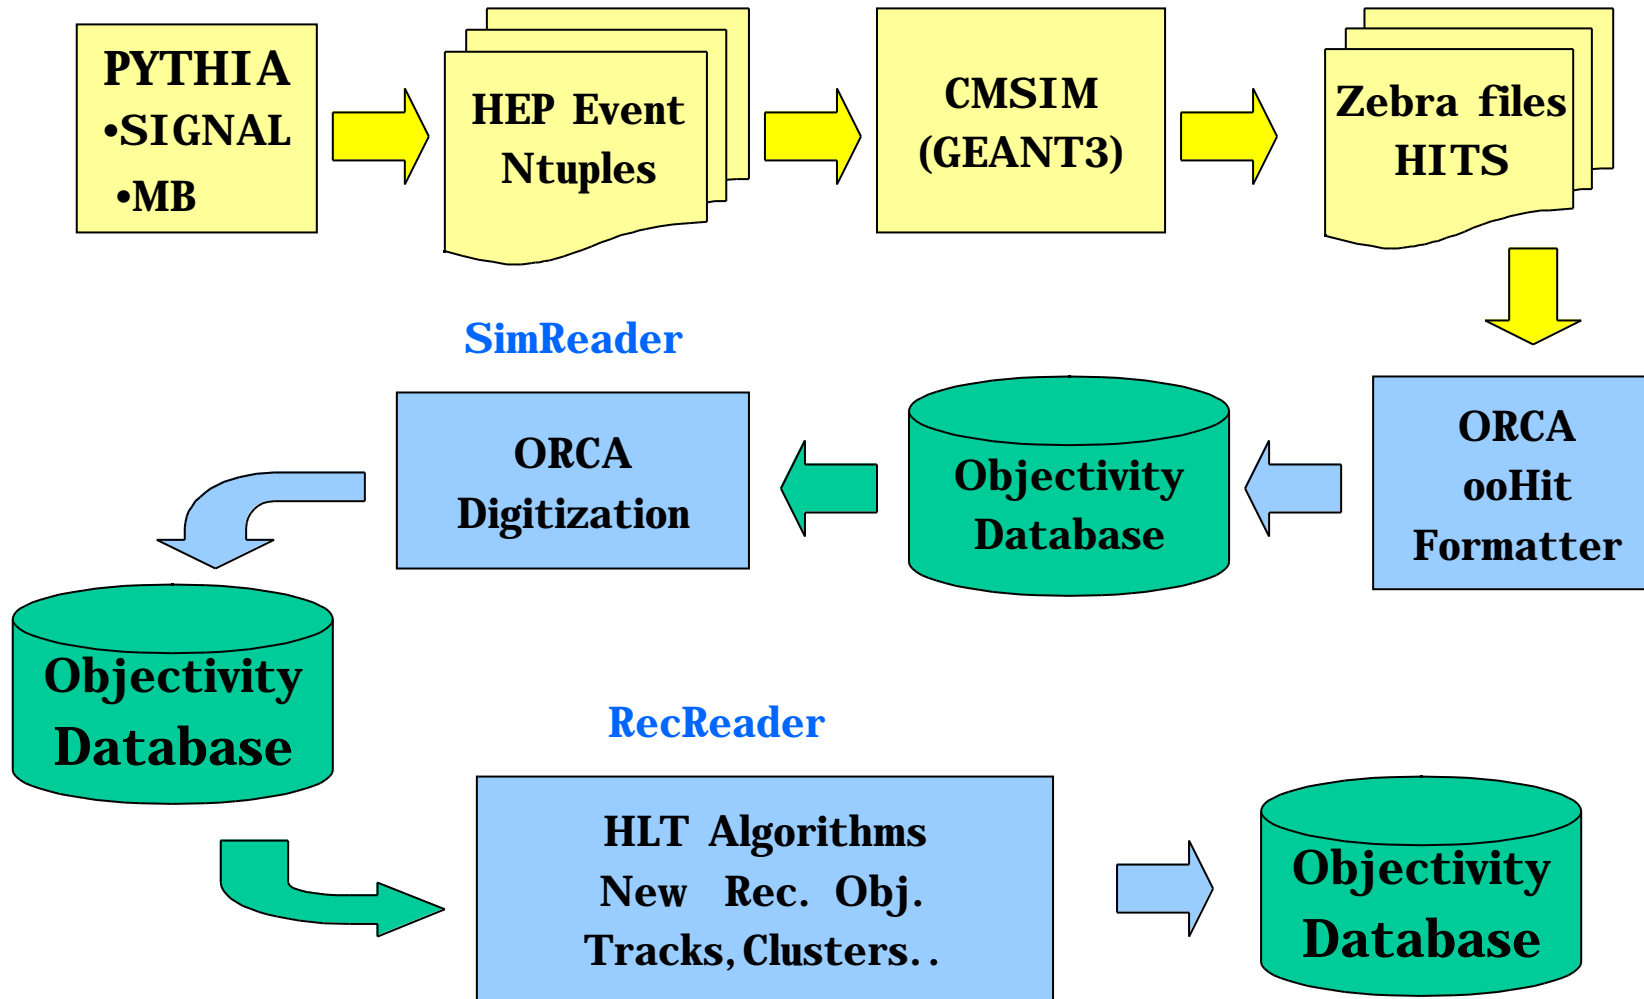 PYTHIA
•SIGNAL
•MB
HEP Event
Ntuples
CMSIM
(GEANT3)
Zebra files
HITS
SimReader
ORCA
ooHit
Formatter
Objectivity
Database
ORCA
Digitization
Objectivity
Database
RecReader
HLT Algorithms
New Rec. Obj.
Tracks,Clusters..
Objectivity
Database